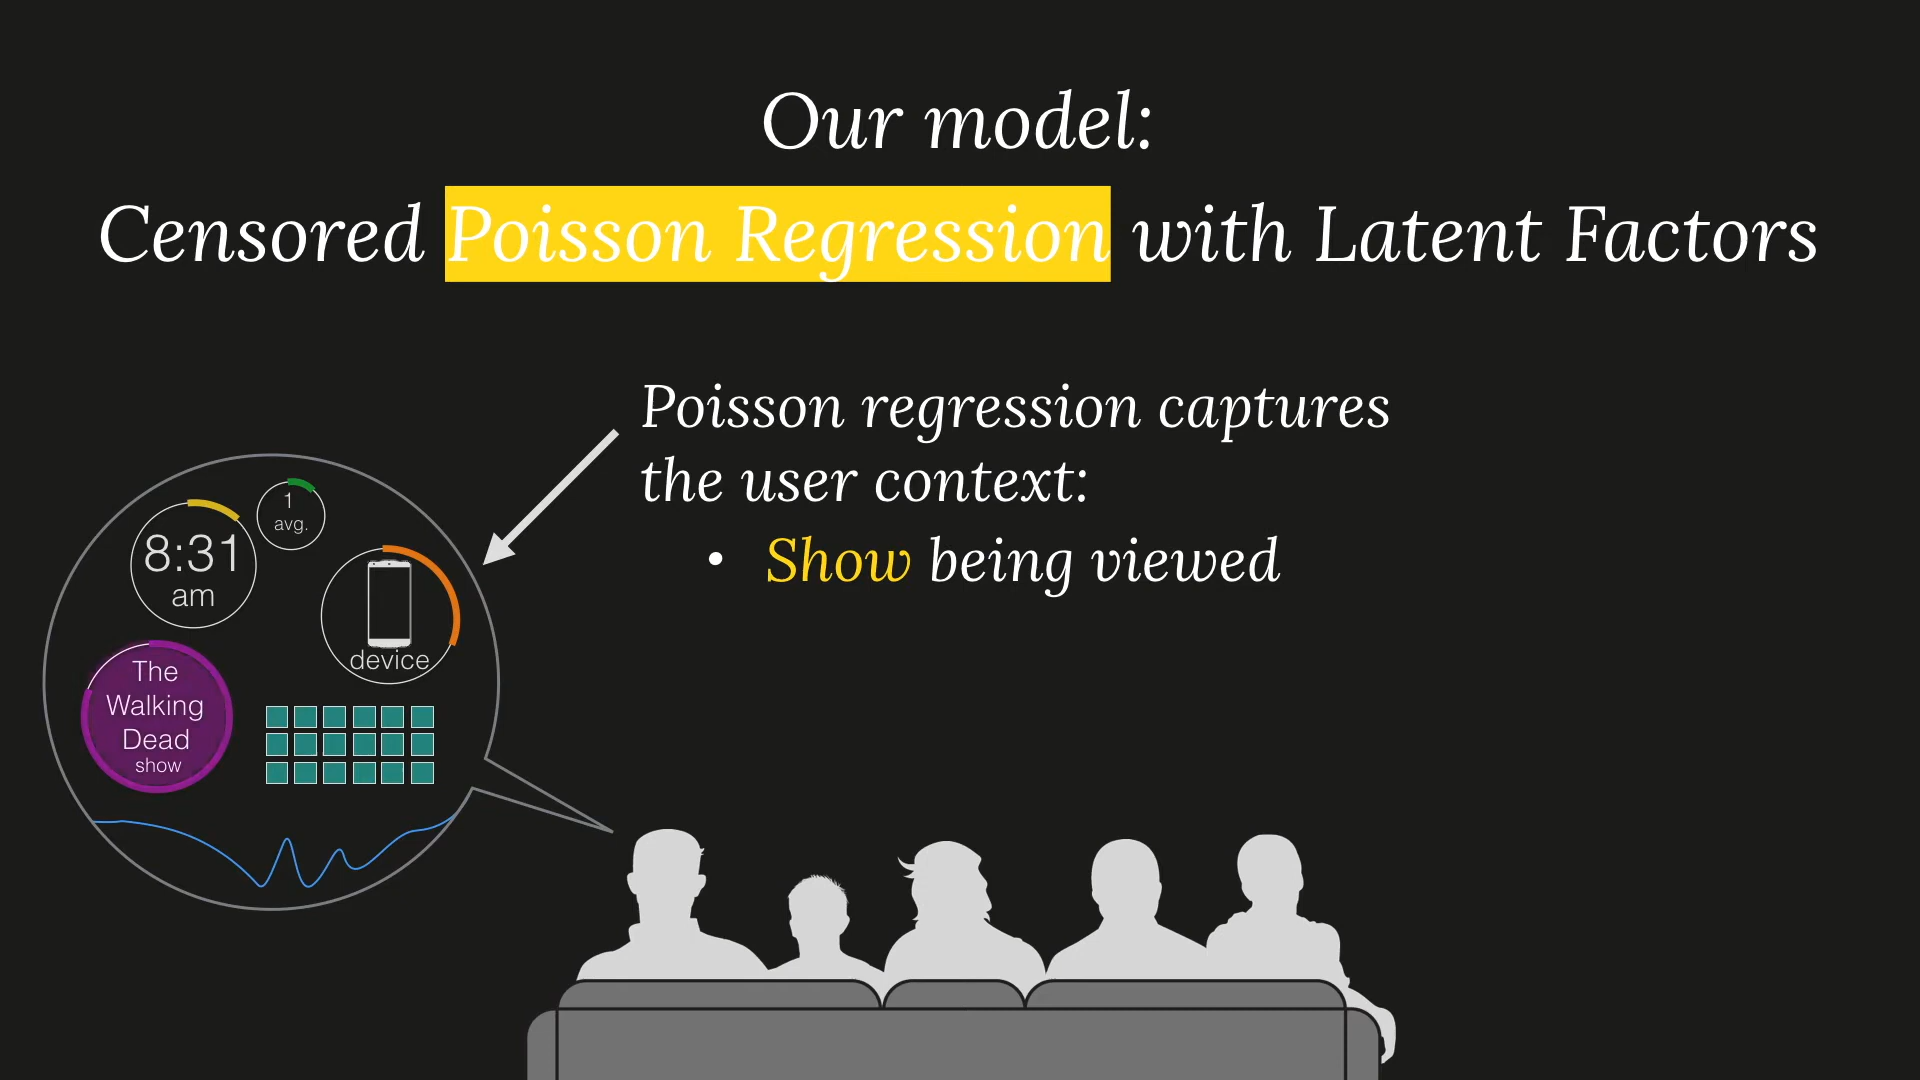 Our model:
Censored Poisson Regression with Latent Factors
Poisson regression captures
the user context:
• Show being viewed
1
avg.
8:31
am
device
The
Walking
Dead
show